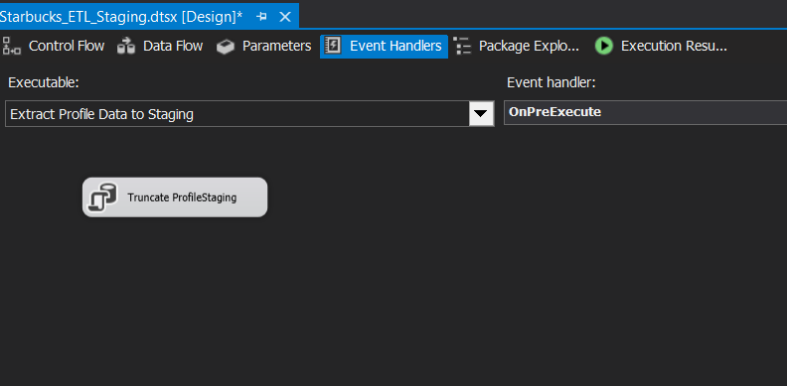 Starbucks_ETL_Staging.dtsx [Design]*
Control Flow Data Flow Parameters Event Handlers Package Explo... Execution Resu...
Executable: Event handler:
Extract Profile Data to Staging OnPreExecute
Truncate ProfileStaging